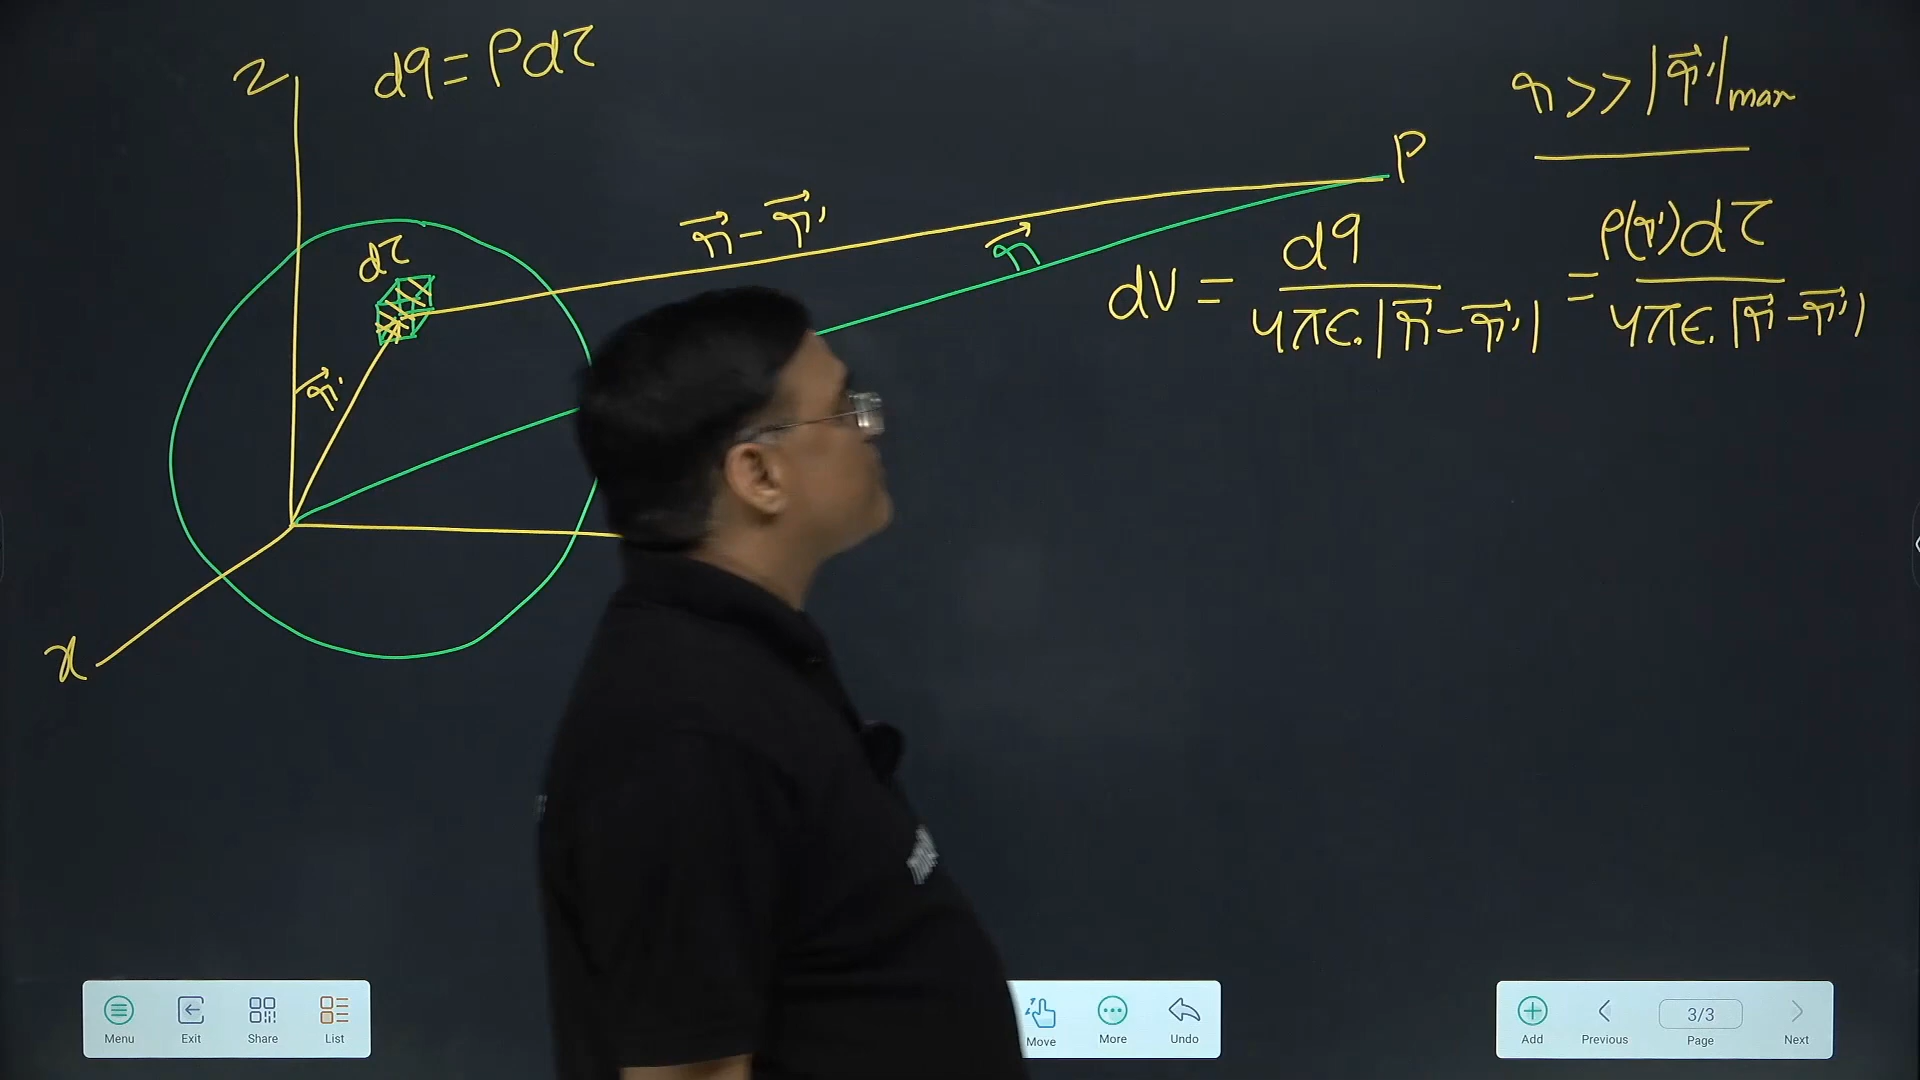 z
dq = ρdτ
r >> |r⃗'|max
P
dτ
r⃗ - r⃗'
r⃗
dV = dq / 4πε₀|r⃗ - r⃗'| = ρ(r')dτ / 4πε₀|r⃗ - r⃗'|
r⃗'
x
Menu
Exit
Share
List
Move
More
Undo
Add
Previous
3/3
Page
Next